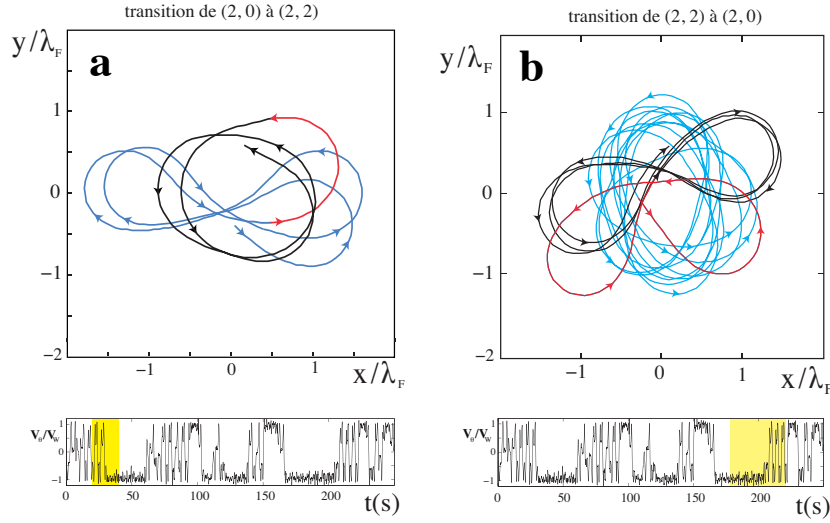 transition de (2, 0) à (2, 2)
y/λF
a
1
0
-1
-2
-1
0
1
2
x/λF
Vθ/VW
1
0
-1
0
50
100
150
200
t(s)
transition de (2, 2) à (2, 0)
y/λF
b
1
0
-1
-2
-1
0
1
x/λF
Vθ/VW
1
0
-1
0
50
100
150
200
t(s)